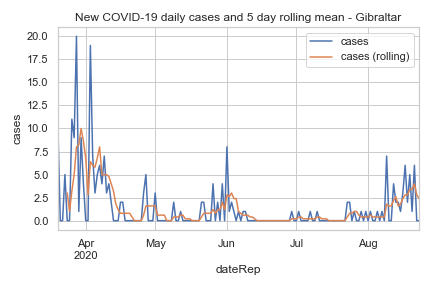 New COVID-19 daily cases and 5 day rolling mean - Gibraltar
cases
cases (rolling)
20.0
17.5
15.0
12.5
10.0
7.5
5.0
2.5
0.0
cases
Apr May Jun Jul Aug
2020
dateRep